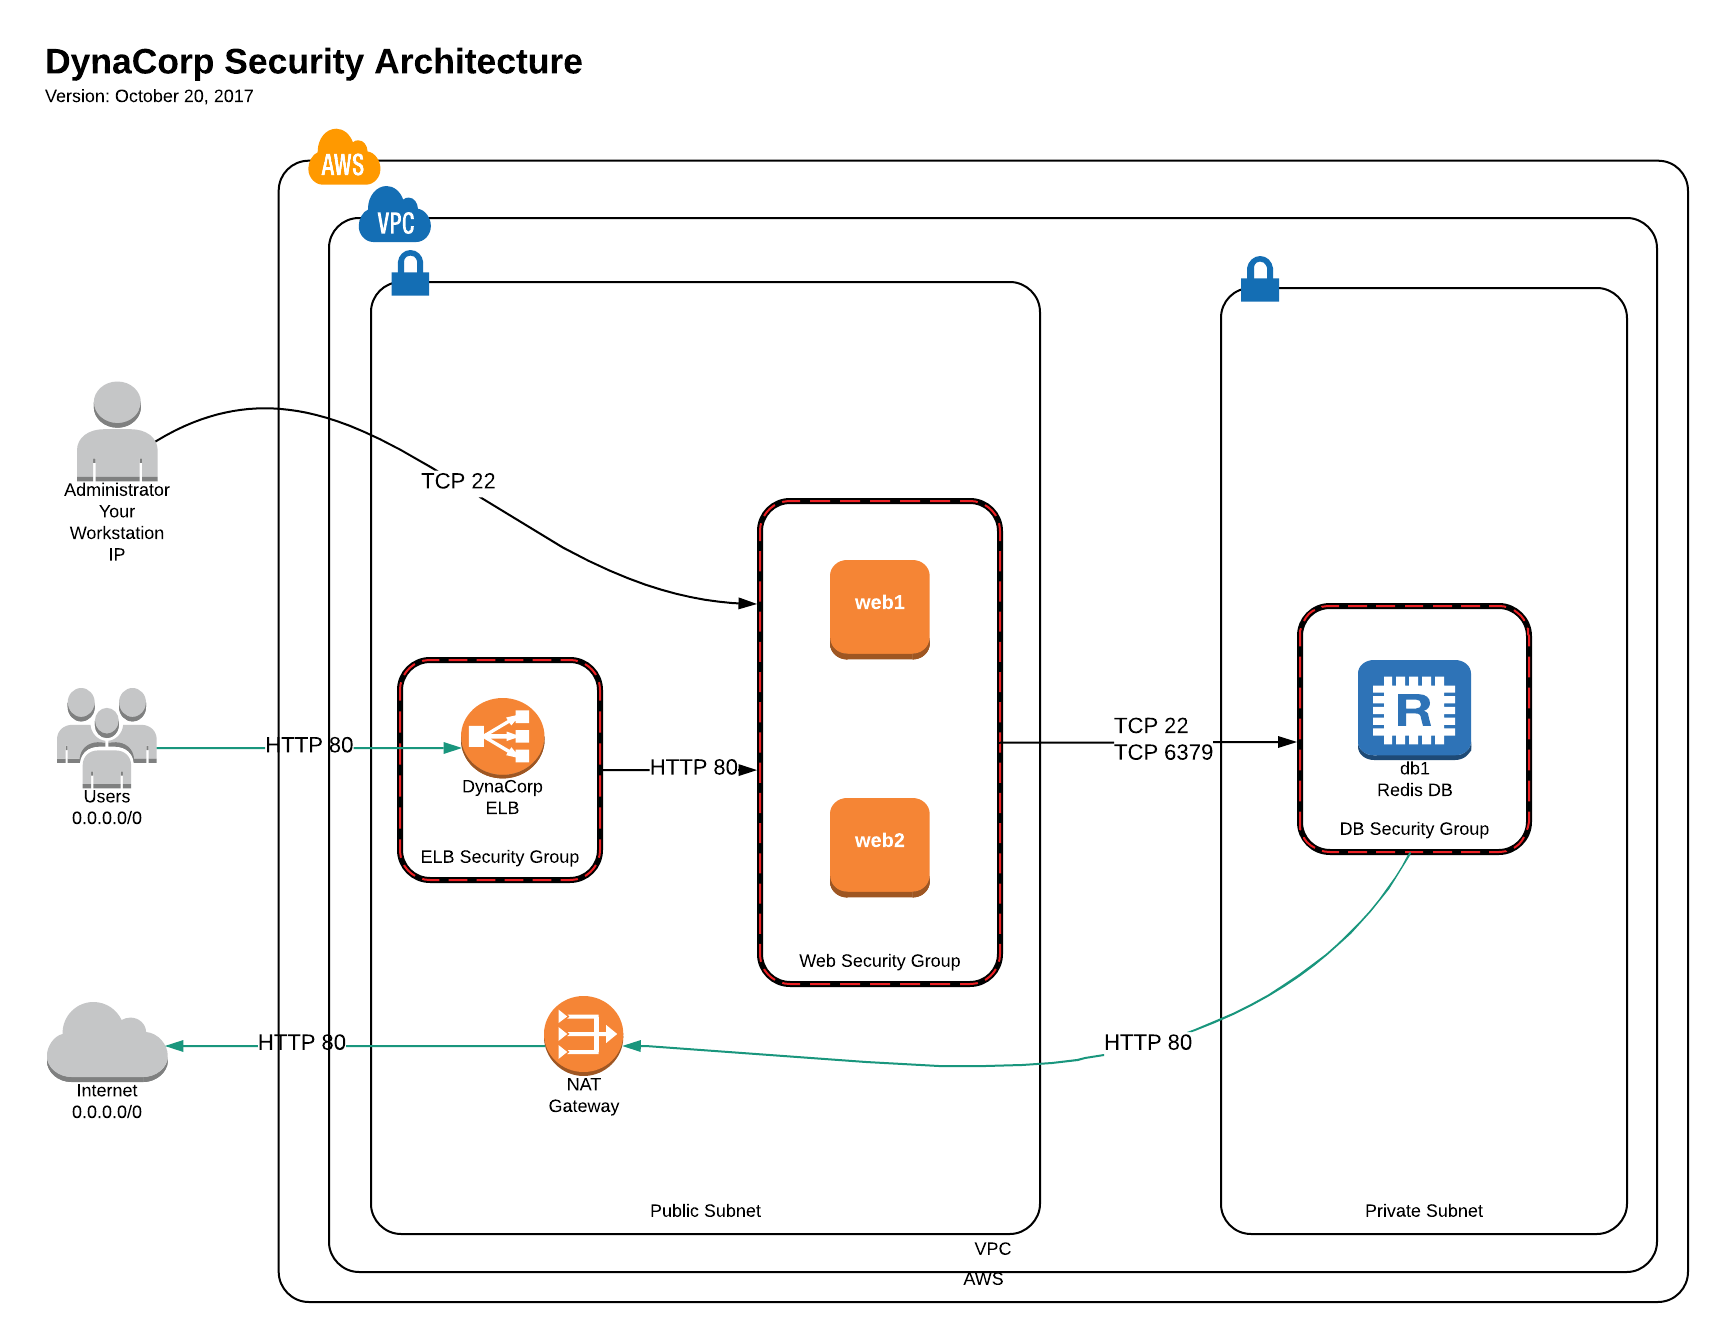 DynaCorp Security Architecture
Version: October 20, 2017
AWS
VPC
Administrator
Your
Workstation
IP
TCP 22
web1
Users
0.0.0.0/0
HTTP 80
DynaCorp
ELB
ELB Security Group
HTTP 80
web2
Web Security Group
TCP 22
TCP 6379
R
db1
Redis DB
DB Security Group
Internet
0.0.0.0/0
HTTP 80
NAT
Gateway
HTTP 80
Public Subnet
Private Subnet
VPC
AWS